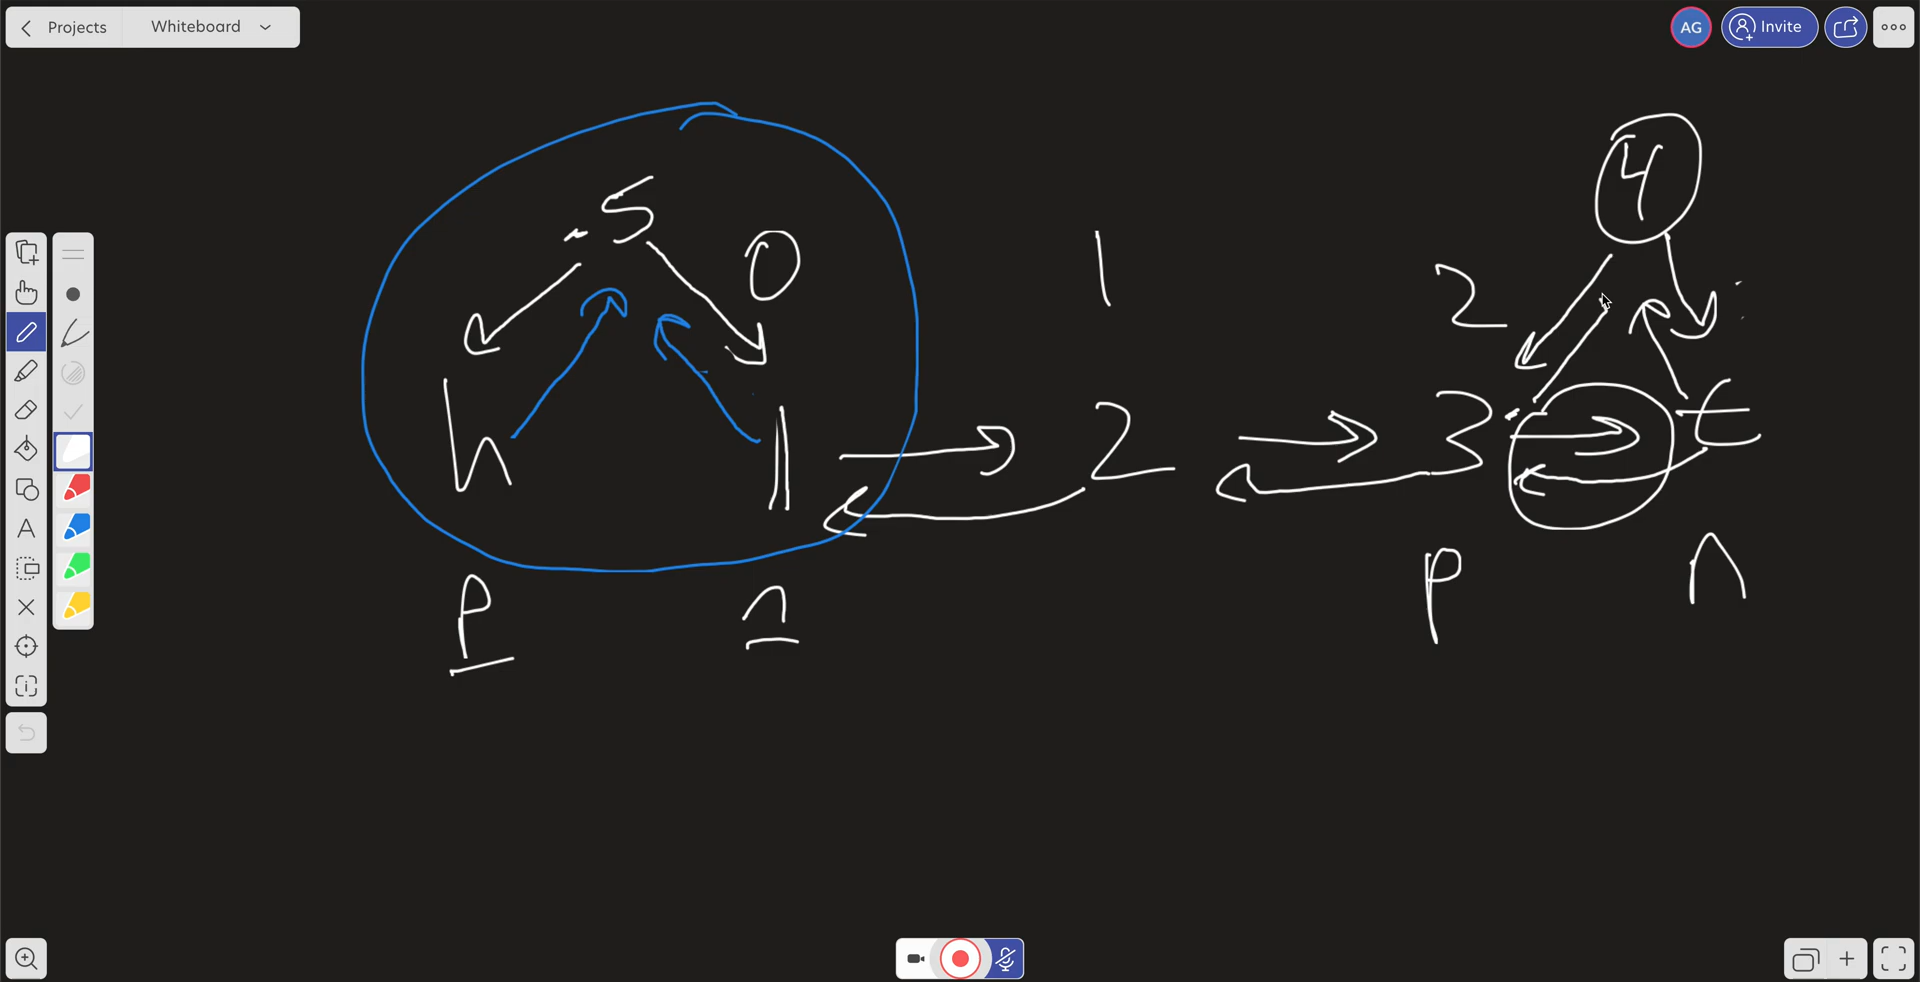 Projects Whiteboard AG Invite
4
5 0 1 2
h 1 2 3 t
p n p n
A